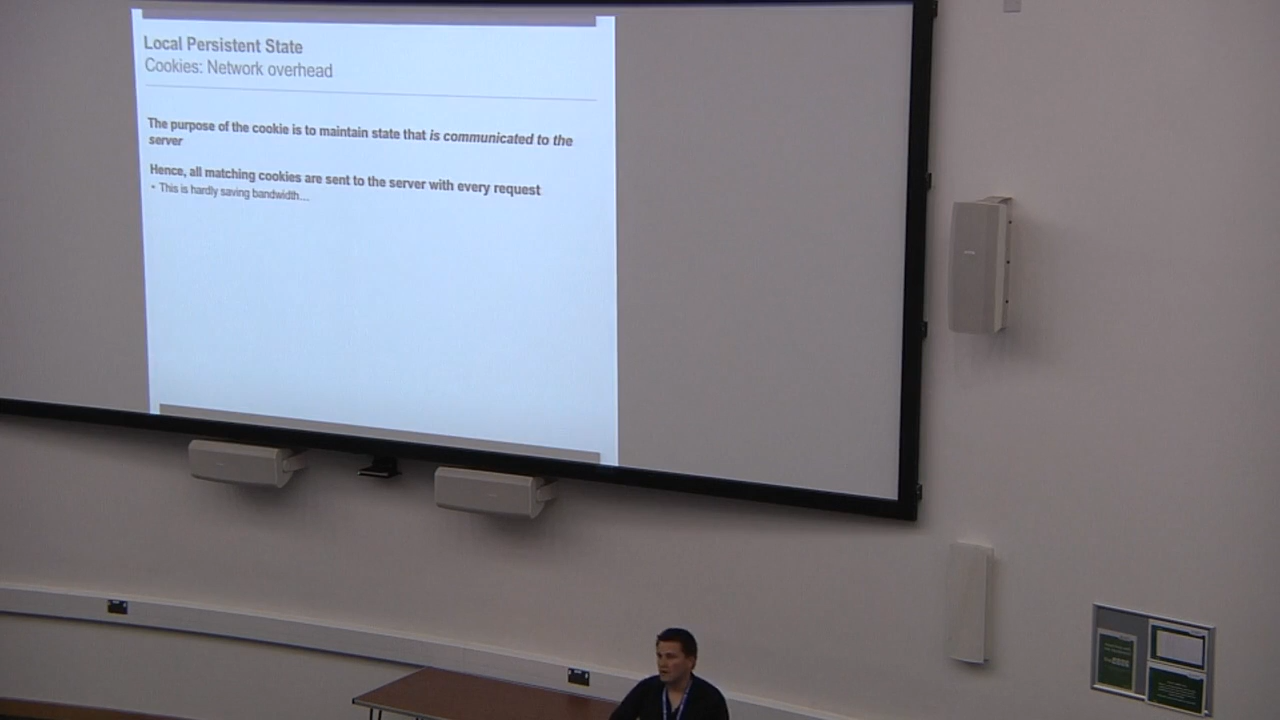 Local Persistent State
Cookies: Network overhead
The purpose of the cookie is to maintain state that is communicated to the
server
Hence, all matching cookies are sent to the server with every request
• This is hardly saving bandwidth…